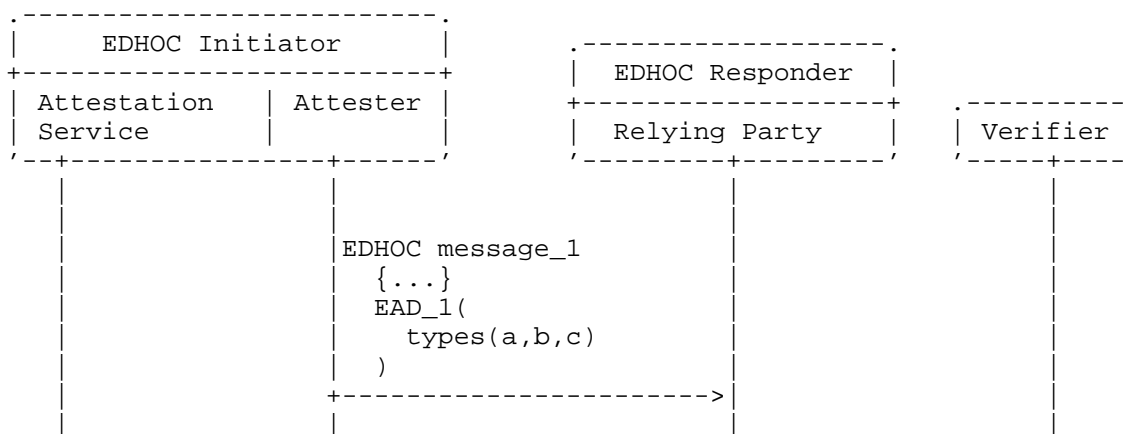 EDHOC Initiator
EDHOC Responder
Attestation Service
Attester
Relying Party
Verifier
EDHOC message_1
{...}
EAD_1(
types(a,b,c)
)